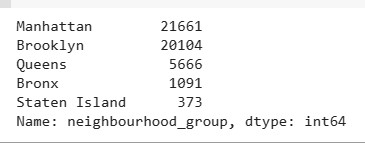 Manhattan        21661
Brooklyn         20104
Queens            5666
Bronx             1091
Staten Island      373
Name: neighbourhood_group, dtype: int64